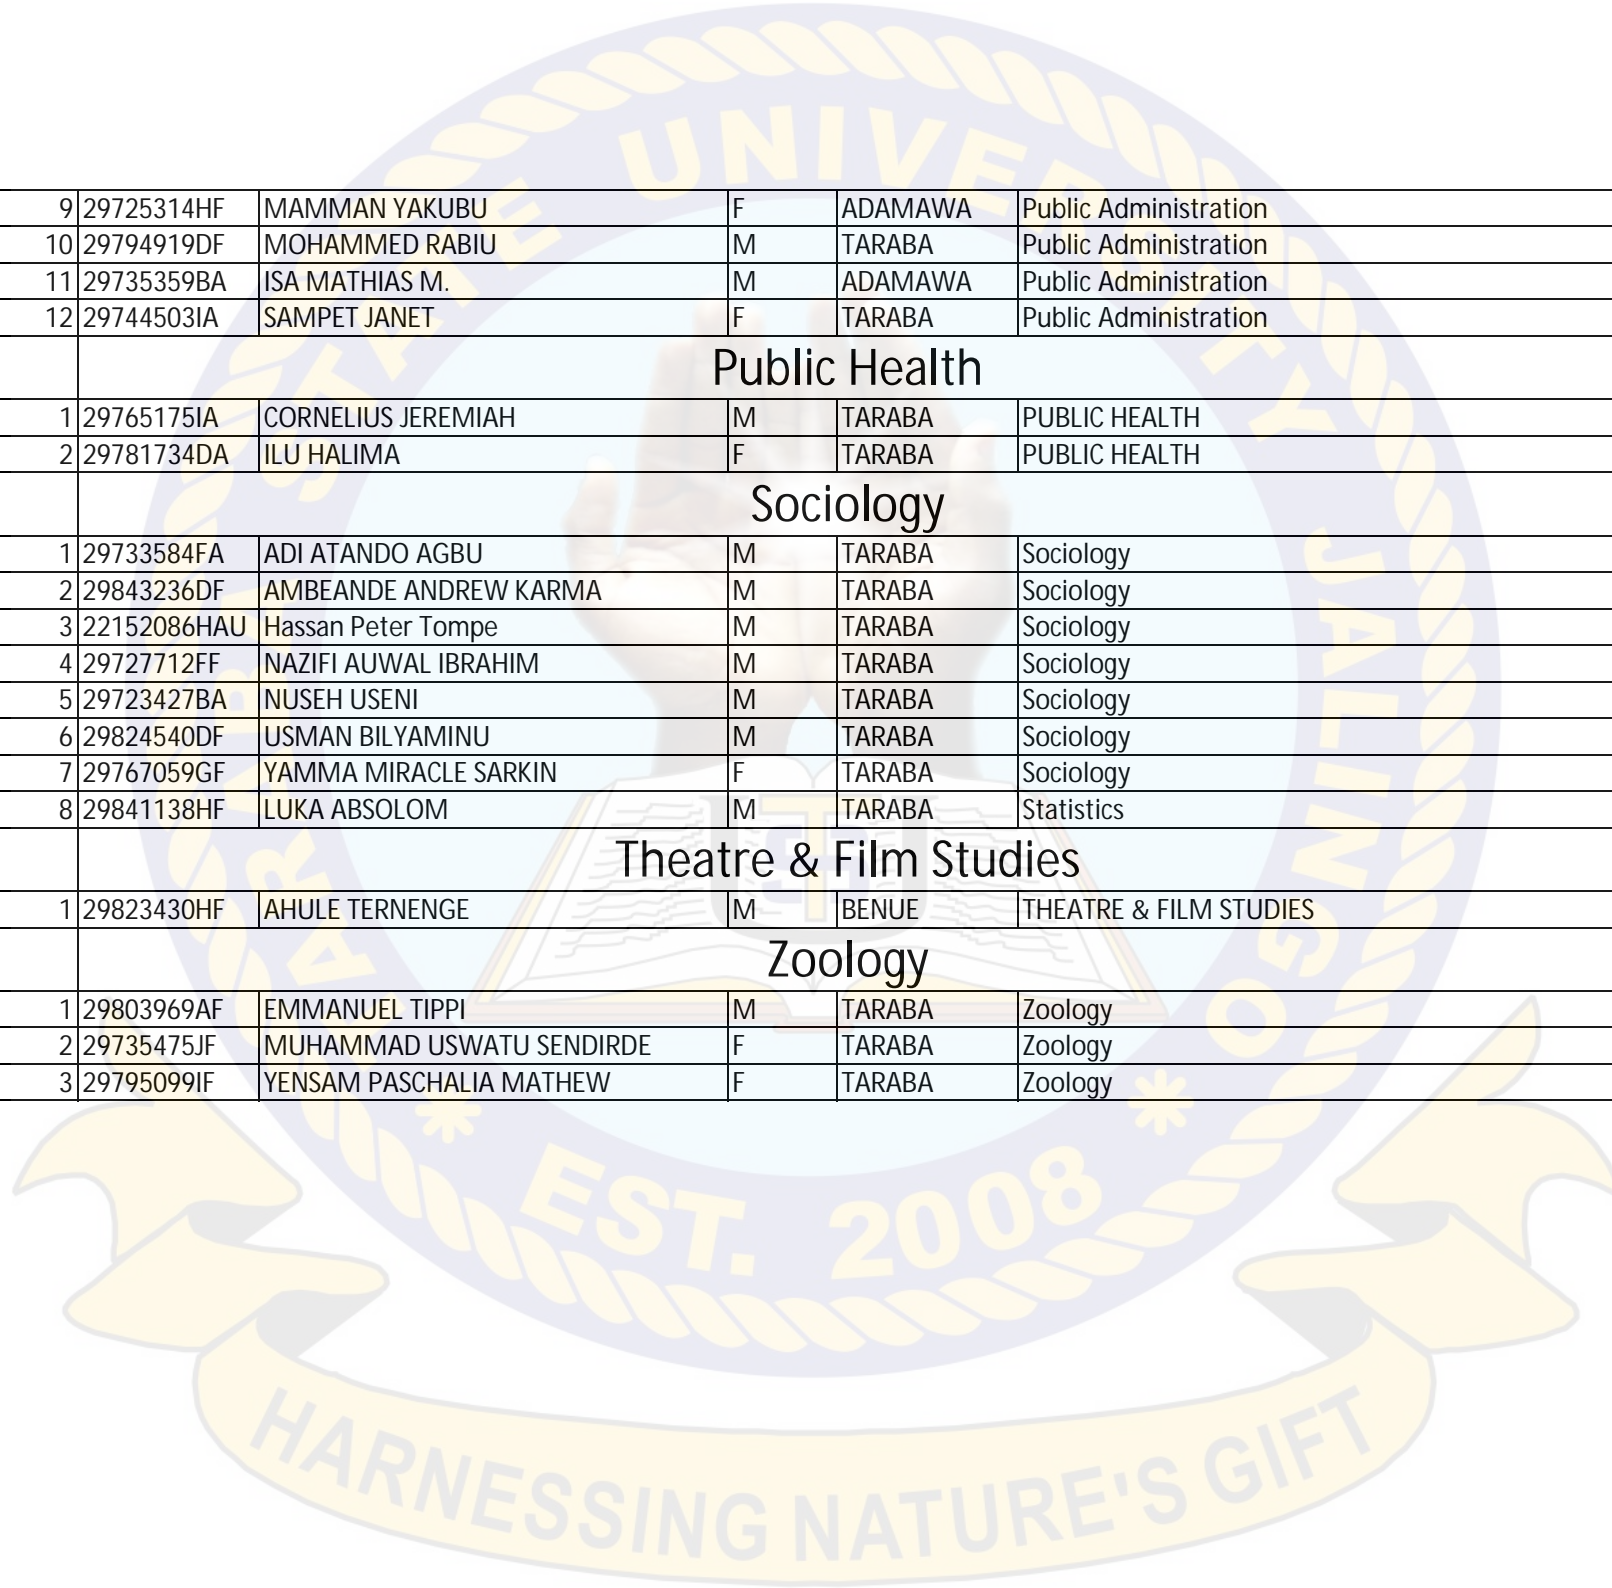 TARABA STATE UNIVERSITY JALINGO
9 29725314HF MAMMAN YAKUBU F ADAMAWA Public Administration
10 29794919DF MOHAMMED RABIU M TARABA Public Administration
11 29735359BA ISA MATHIAS M. M ADAMAWA Public Administration
12 29744503IA SAMPET JANET F TARABA Public Administration
Public Health
1 29765175IA CORNELIUS JEREMIAH M TARABA PUBLIC HEALTH
2 29781734DA ILU HALIMA F TARABA PUBLIC HEALTH
Sociology
1 29733584FA ADI ATANDO AGBU M TARABA Sociology
2 29843236DF AMBEANDE ANDREW KARMA M TARABA Sociology
3 22152086HAU Hassan Peter Tompe M TARABA Sociology
4 29727712FF NAZIFI AUWAL IBRAHIM M TARABA Sociology
5 29723427BA NUSEH USENI M TARABA Sociology
6 29824540DF USMAN BILYAMINU M TARABA Sociology
7 29767059GF YAMMA MIRACLE SARKIN F TARABA Sociology
8 29841138HF LUKA ABSOLOM M TARABA Statistics
Theatre & Film Studies
1 29823430HF AHULE TERNENGE M BENUE THEATRE & FILM STUDIES
Zoology
1 29803969AF EMMANUEL TIPPI M TARABA Zoology
2 29735475JF MUHAMMAD USWATU SENDIRDE F TARABA Zoology
3 29795099IF YENSAM PASCHALIA MATHEW F TARABA Zoology
* EST. 2008 *
HARNESSING NATURE'S GIFT